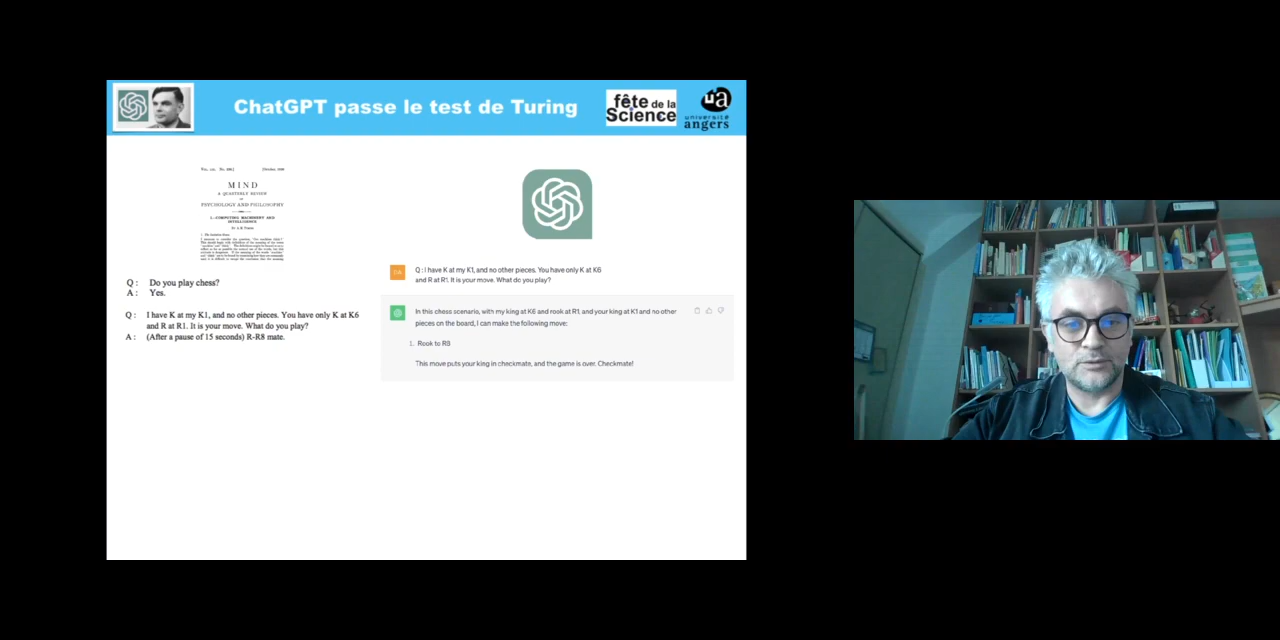 ChatGPT passe le test de Turing
fête de la
Science
ua
université
angers
MIND
A QUARTERLY REVIEW
OF
PSYCHOLOGY AND PHILOSOPHY
I.—COMPUTING MACHINERY AND
INTELLIGENCE
Q : Do you play chess?
A : Yes.
Q : I have K at my K1, and no other pieces. You have only K at K6
and R at R1. It is your move. What do you play?
A : (After a pause of 15 seconds) R-R8 mate.
Q : I have K at my K1, and no other pieces. You have only K at K6
and R at R1. It is your move. What do you play?
In this chess scenario, with my king at K6 and rook at R1, and your king at K1 and no other
pieces on the board, I can make the following move:
1. Rook to R8
This move puts your king in checkmate, and the game is over. Checkmate!